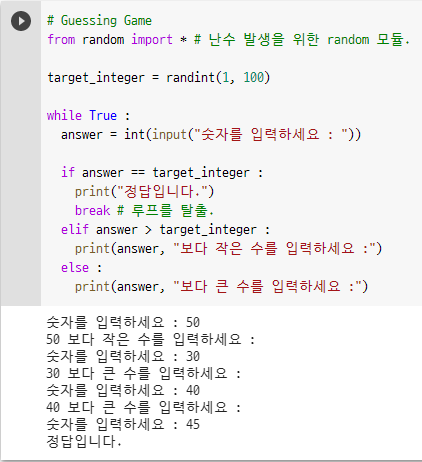 # Guessing Game
from random import * # 난수 발생을 위한 random 모듈.
target_integer = randint(1, 100)
while True :
answer = int(input("숫자를 입력하세요 : "))
if answer == target_integer :
print("정답입니다.")
break # 루프를 탈출.
elif answer > target_integer :
print(answer, "보다 작은 수를 입력하세요 :")
else :
print(answer, "보다 큰 수를 입력하세요 :")
숫자를 입력하세요 : 50
50 보다 작은 수를 입력하세요 :
숫자를 입력하세요 : 30
30 보다 큰 수를 입력하세요 :
숫자를 입력하세요 : 40
40 보다 큰 수를 입력하세요 :
숫자를 입력하세요 : 45
정답입니다.